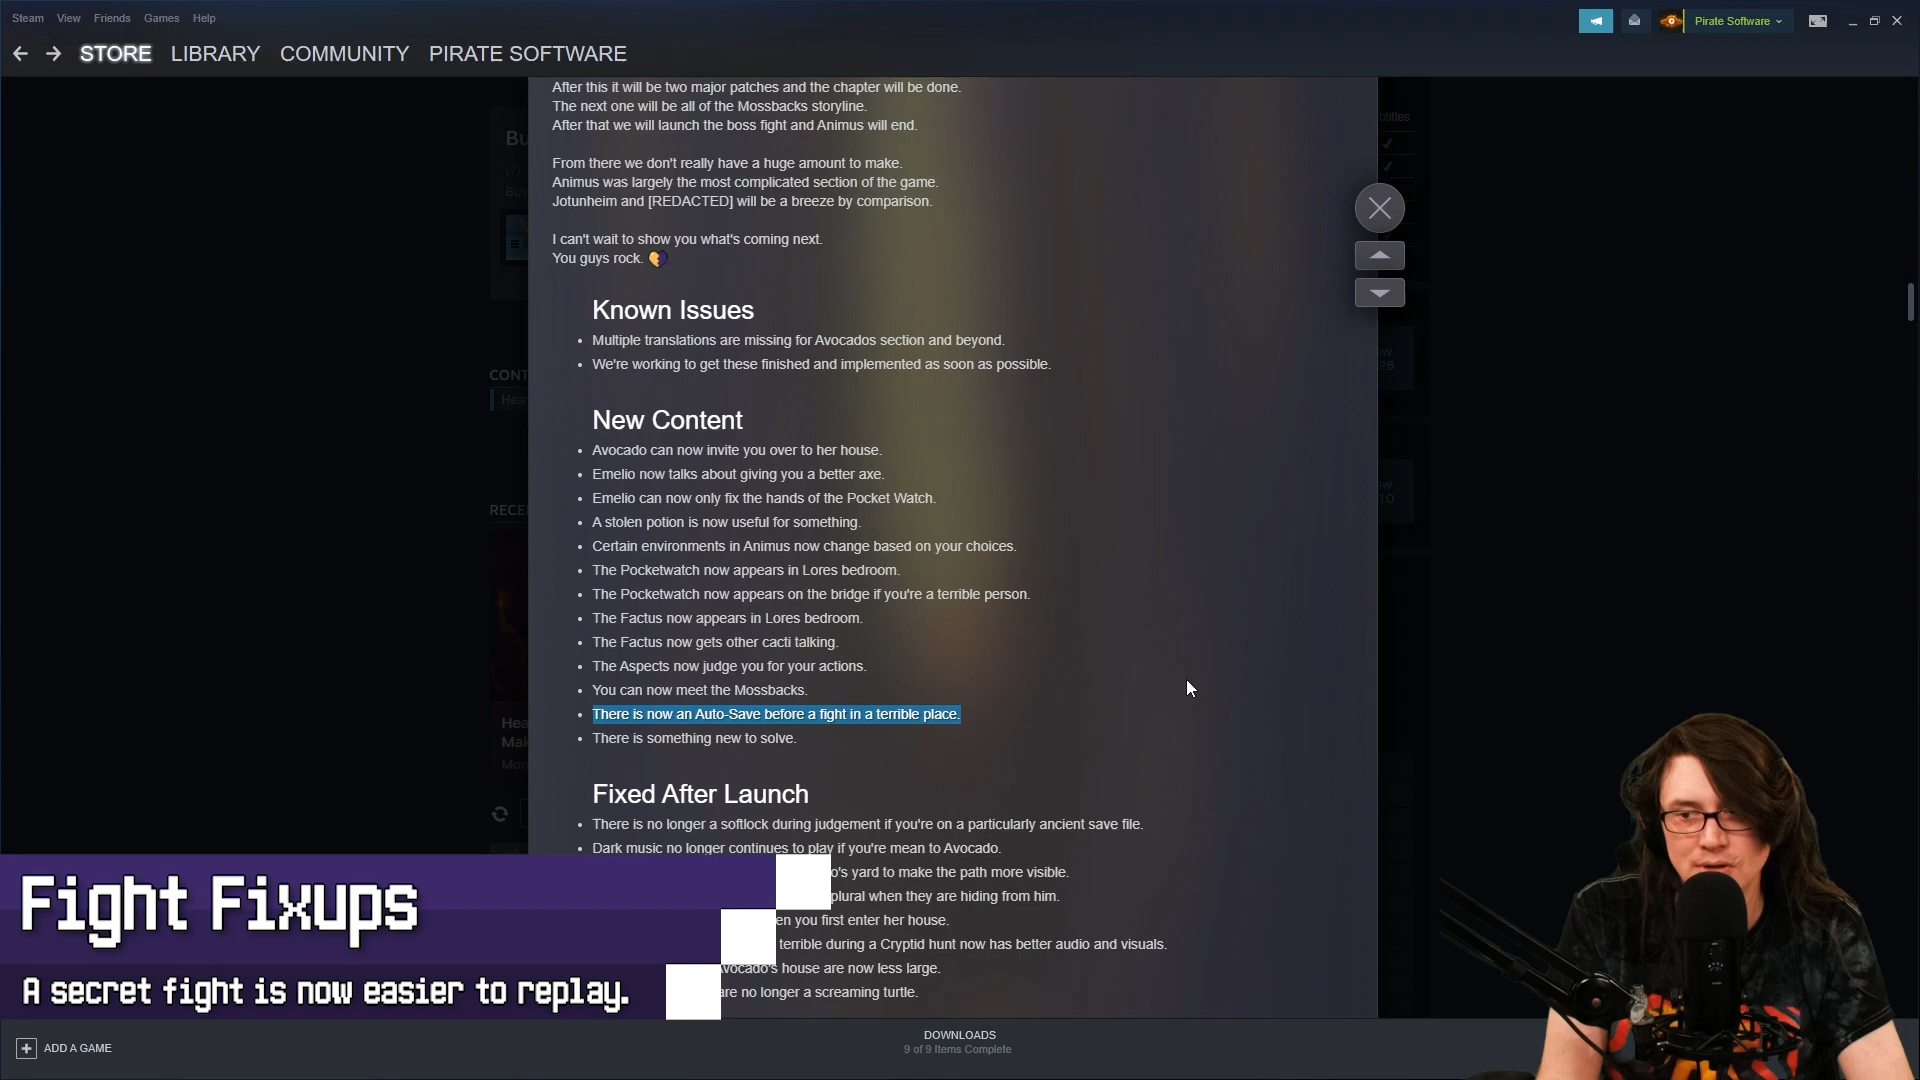 Steam View Friends Games Help
Pirate Software
STORE LIBRARY COMMUNITY PIRATE SOFTWARE
After this it will be two major patches and the chapter will be done.
The next one will be all of the Mossbacks storyline.
After that we will launch the boss fight and Animus will end.
From there we don't really have a huge amount to make.
Animus was largely the most complicated section of the game.
Jotunheim and [REDACTED] will be a breeze by comparison.
I can't wait to show you what's coming next.
You guys rock.
Known Issues
• Multiple translations are missing for Avocados section and beyond.
• We're working to get these finished and implemented as soon as possible.
New Content
• Avocado can now invite you over to her house.
• Emelio now talks about giving you a better axe.
• Emelio can now only fix the hands of the Pocket Watch.
• A stolen potion is now useful for something.
• Certain environments in Animus now change based on your choices.
• The Pocketwatch now appears in Lores bedroom.
• The Pocketwatch now appears on the bridge if you're a terrible person.
• The Factus now appears in Lores bedroom.
• The Factus now gets other cacti talking.
• The Aspects now judge you for your actions.
• You can now meet the Mossbacks.
• There is now an Auto-Save before a fight in a terrible place.
• There is something new to solve.
Fixed After Launch
• There is no longer a softlock during judgement if you're on a particularly ancient save file.
• Dark music no longer continues to play if you're mean to Avocado.
o's yard to make the path more visible.
plural when they are hiding from him.
en you first enter her house.
terrible during a Cryptid hunt now has better audio and visuals.
Avocado's house are now less large.
are no longer a screaming turtle.
Fight Fixups
A secret fight is now easier to replay.
ADD A GAME
DOWNLOADS
9 of 9 Items Complete